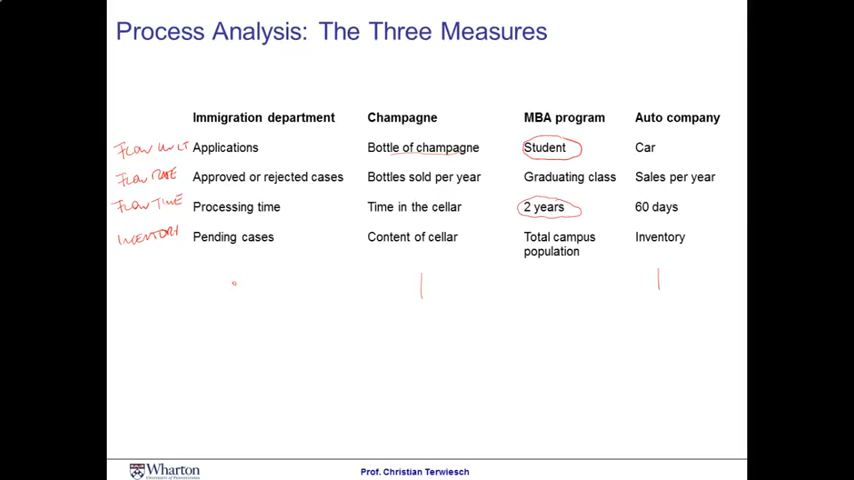 Process Analysis: The Three Measures
Immigration department Champagne MBA program Auto company
FLOW UNIT Applications Bottle of champagne Student Car
FLOW RATE Approved or rejected cases Bottles sold per year Graduating class Sales per year
FLOW TIME Processing time Time in the cellar 2 years 60 days
INVENTORY Pending cases Content of cellar Total campus population Inventory
Wharton
University of Pennsylvania
Prof. Christian Terwiesch